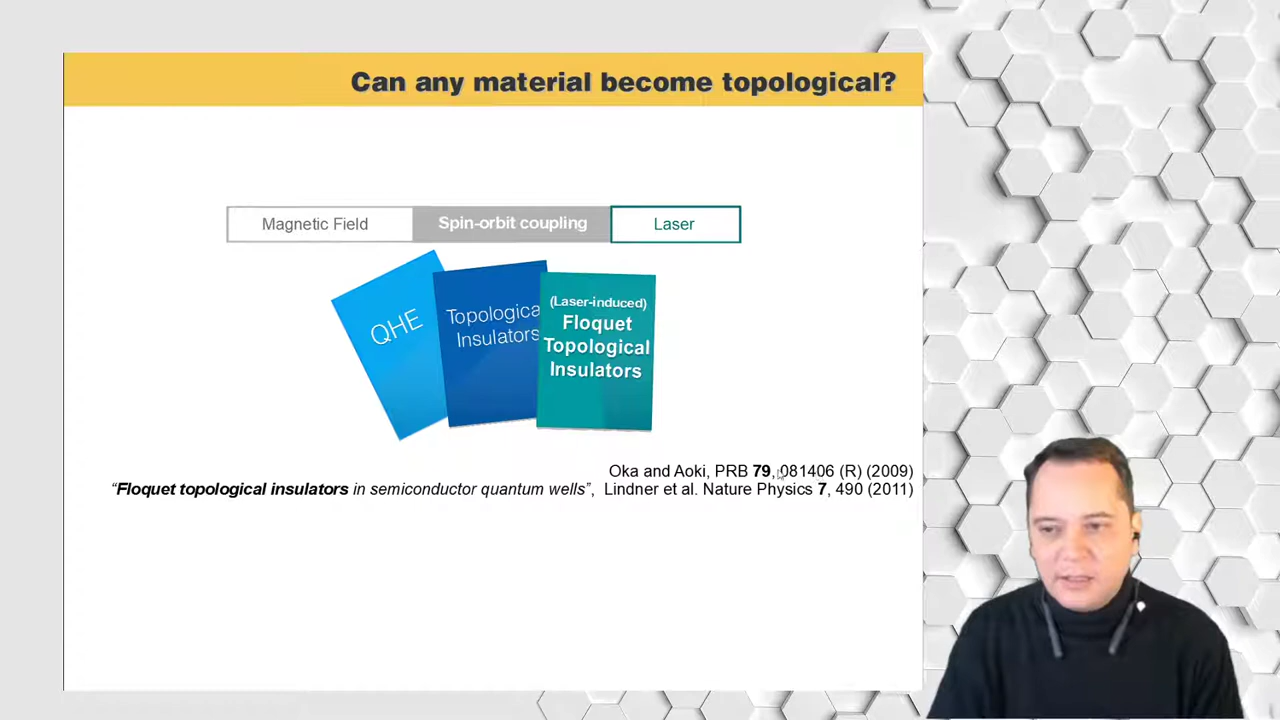 Can any material become topological?
Magnetic Field
Spin-orbit coupling
Laser
QHE
Topologica
Insulators
(Laser-induced)
Floquet
Topological
Insulators
Oka and Aoki, PRB 79, 081406 (R) (2009)
“Floquet topological insulators in semiconductor quantum wells”, Lindner et al. Nature Physics 7, 490 (2011)